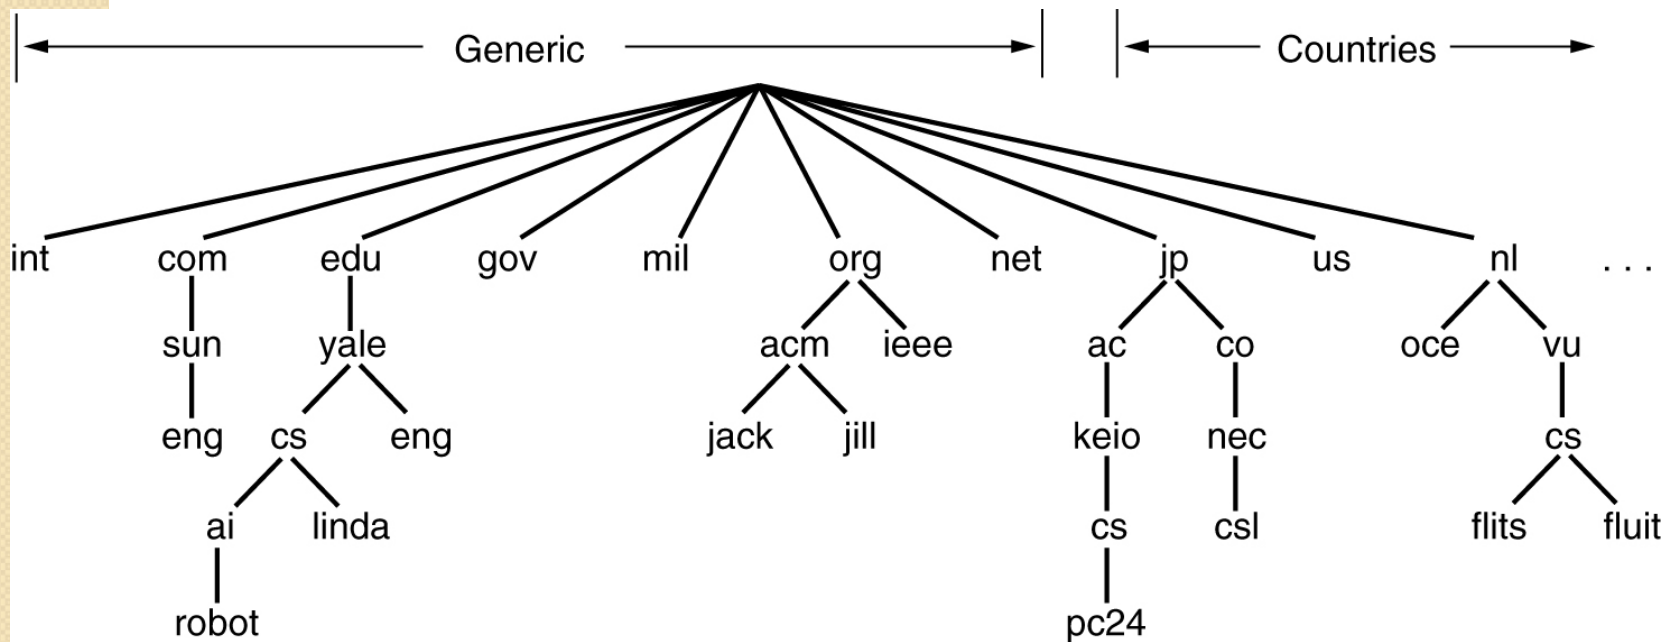 Generic Countries
int com edu gov mil org net jp us nl ...
sun yale acm ieee ac co oce vu
eng cs eng jack jill keio nec cs
ai linda cs csl flits fluit
robot pc24